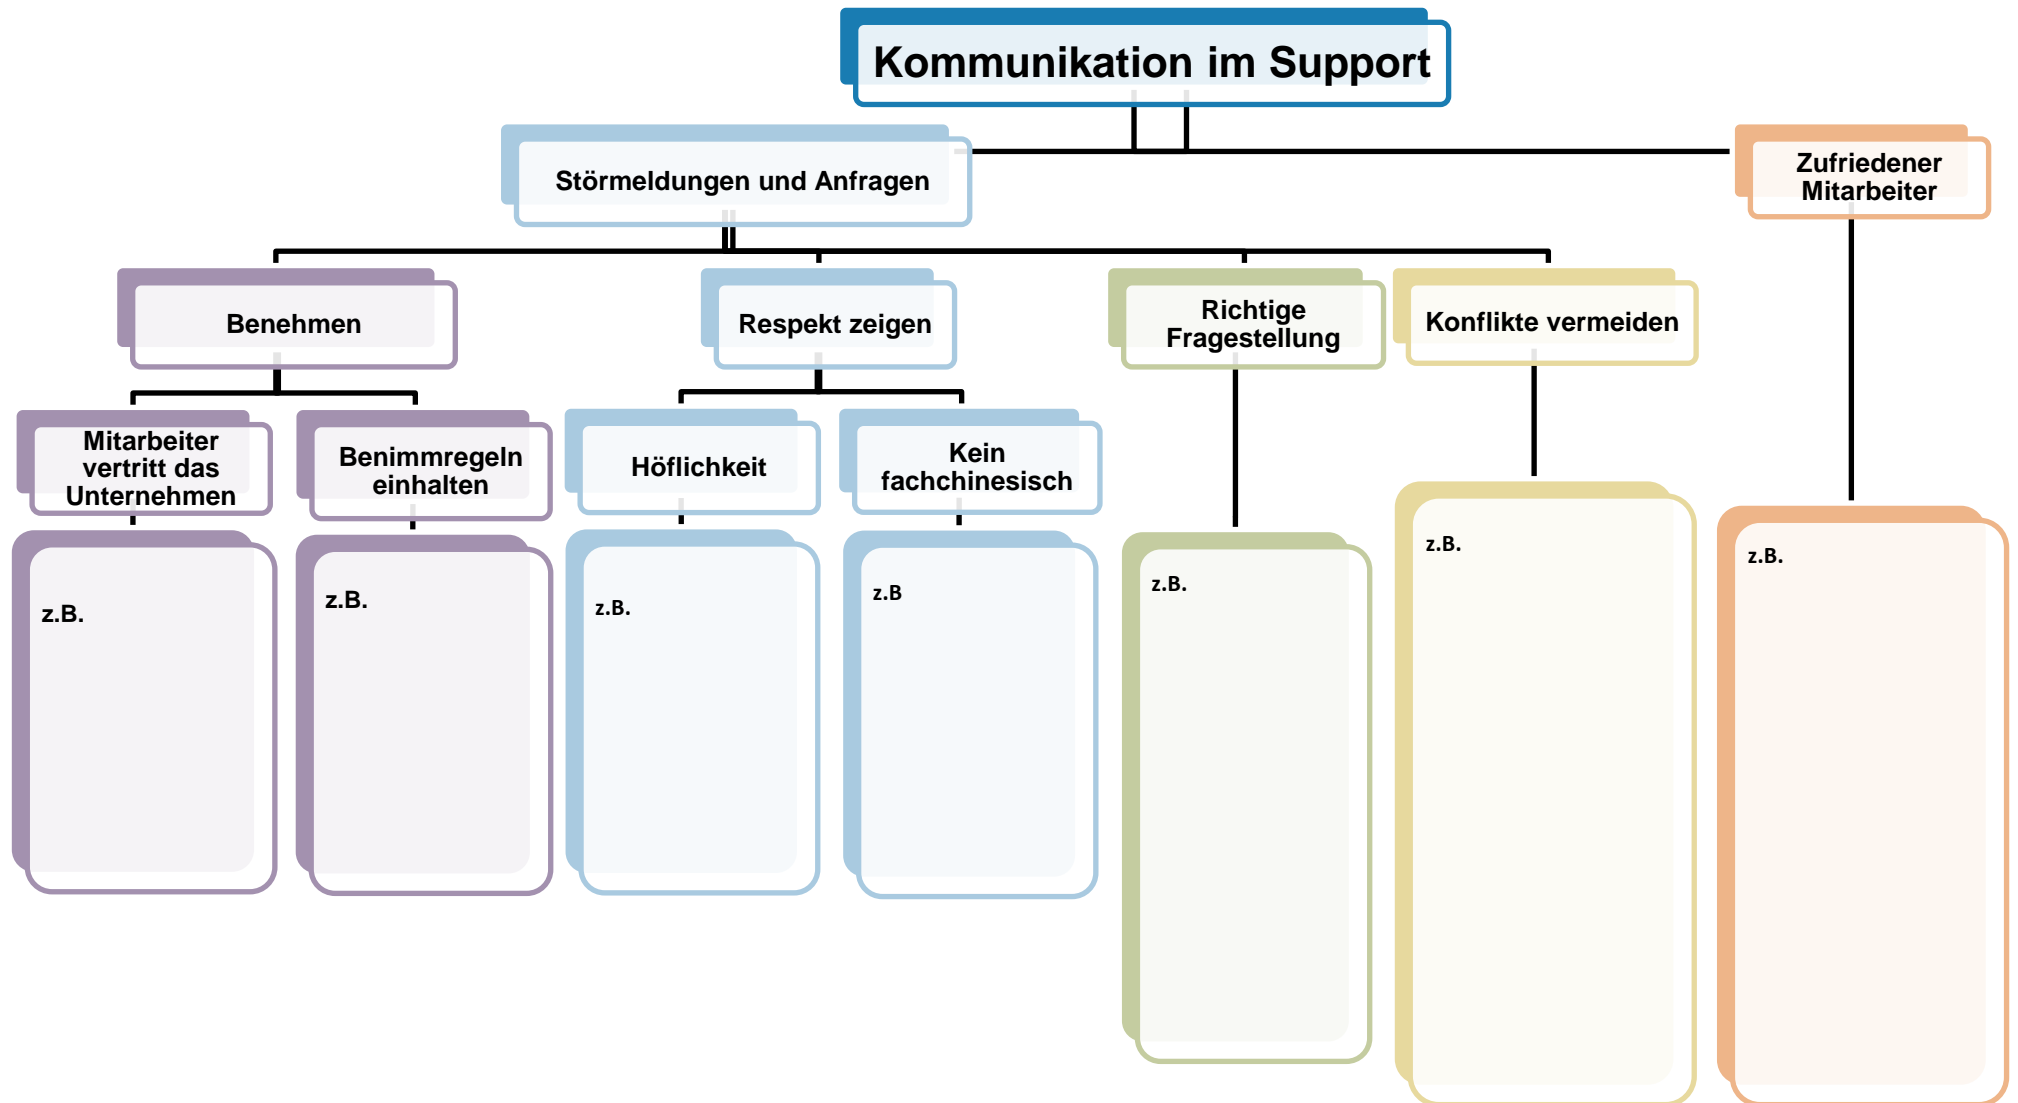 Kommunikation im Support
Störmeldungen und Anfragen
Zufriedener
Mitarbeiter
Benehmen
Respekt zeigen
Richtige
Fragestellung
Konflikte vermeiden
Mitarbeiter
vertritt das
Unternehmen
Benimmregeln
einhalten
Höflichkeit
Kein
fachchinesisch
z.B.
z.B.
z.B.
z.B
z.B.
z.B.
z.B.